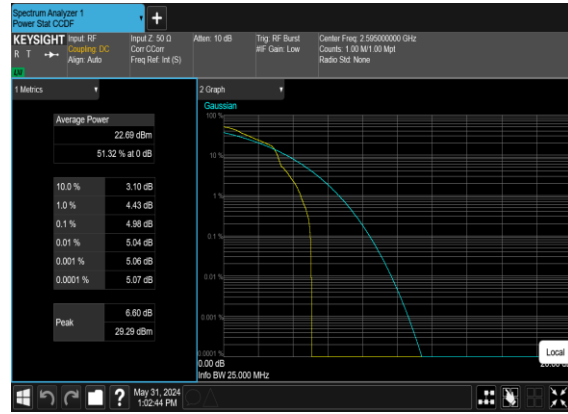 Spectrum Analyzer 1
Power Stat CCDF
KEYSIGHT
R T
LW
Input: RF
Coupling: DC
Align: Auto
Input Z: 50 Ω
Corr CCorr
Freq Ref: Int (S)
Atten: 10 dB
Trig: RF Burst
#IF Gain: Low
Center Freq: 2.595000000 GHz
Counts: 1.00 M/1.00 Mpt
Radio Std: None
1 Metrics
Average Power
22.69 dBm
51.32 % at 0 dB
10.0 % 3.10 dB
1.0 % 4.43 dB
0.1 % 4.98 dB
0.01 % 5.04 dB
0.001 % 5.06 dB
0.0001 % 5.07 dB
Peak
6.60 dB
29.29 dBm
2 Graph
Gaussian
100 %
10 %
1 %
0.1 %
0.01 %
0.001 %
0.0001 %
0.00 dB
Info BW 25.000 MHz
Local
?
May 31, 2024
1:02:44 PM